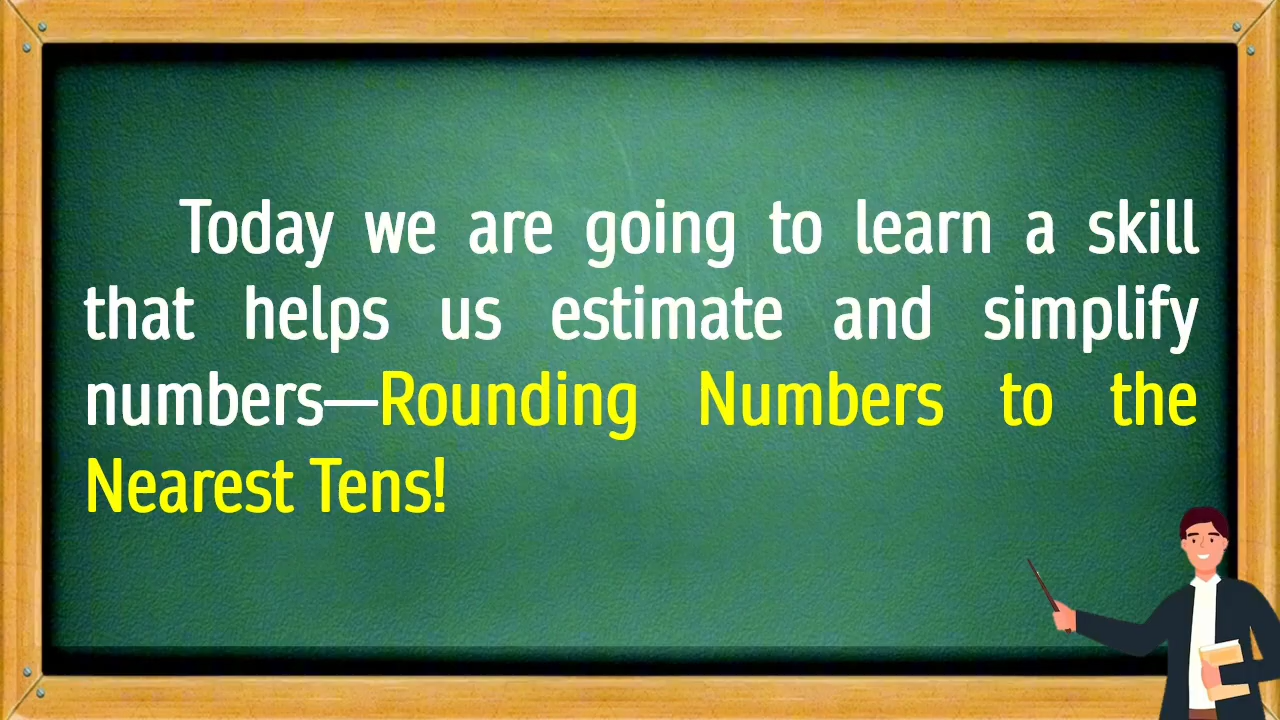 Today we are going to learn a skill
that helps us estimate and simplify
numbers—Rounding Numbers to the
Nearest Tens!